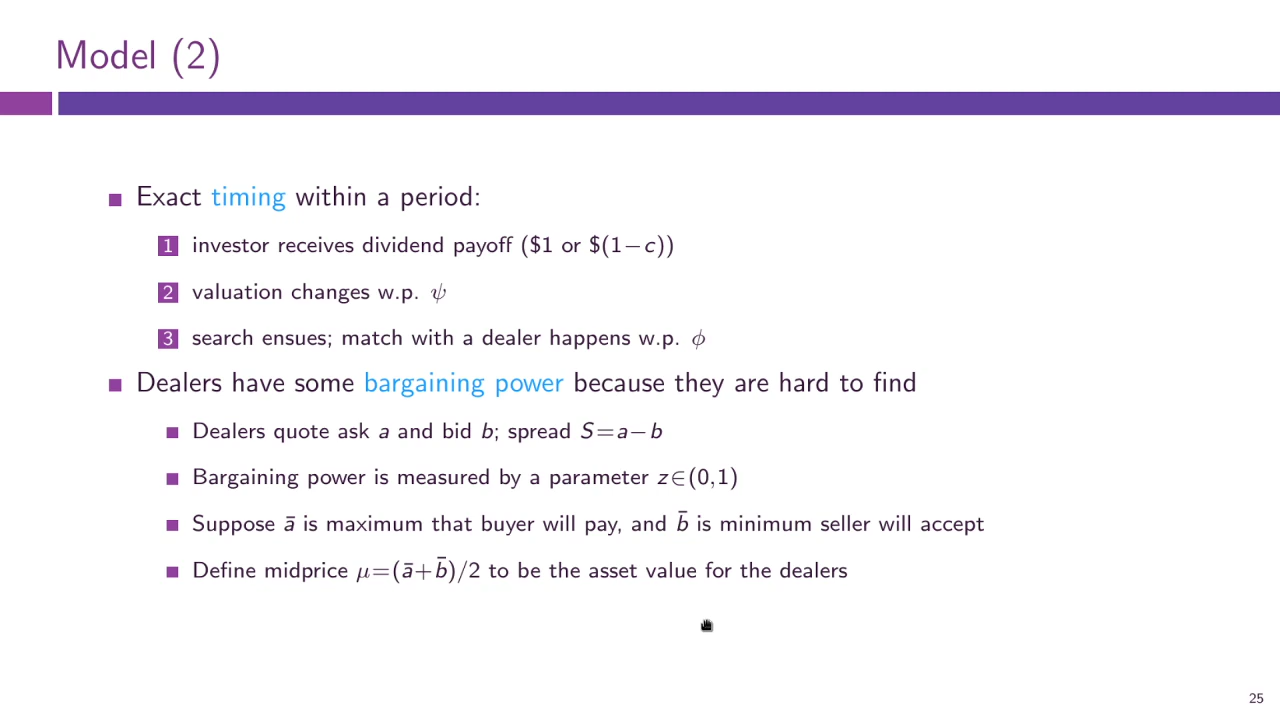 Model (2)
Exact timing within a period:
1 investor receives dividend payoff ($1 or $(1−c))
2 valuation changes w.p. ψ
3 search ensues; match with a dealer happens w.p. ϕ
Dealers have some bargaining power because they are hard to find
Dealers quote ask a and bid b; spread S=a−b
Bargaining power is measured by a parameter z∈(0,1)
Suppose ā is maximum that buyer will pay, and b̄ is minimum seller will accept
Define midprice μ=(ā+b̄)/2 to be the asset value for the dealers
25